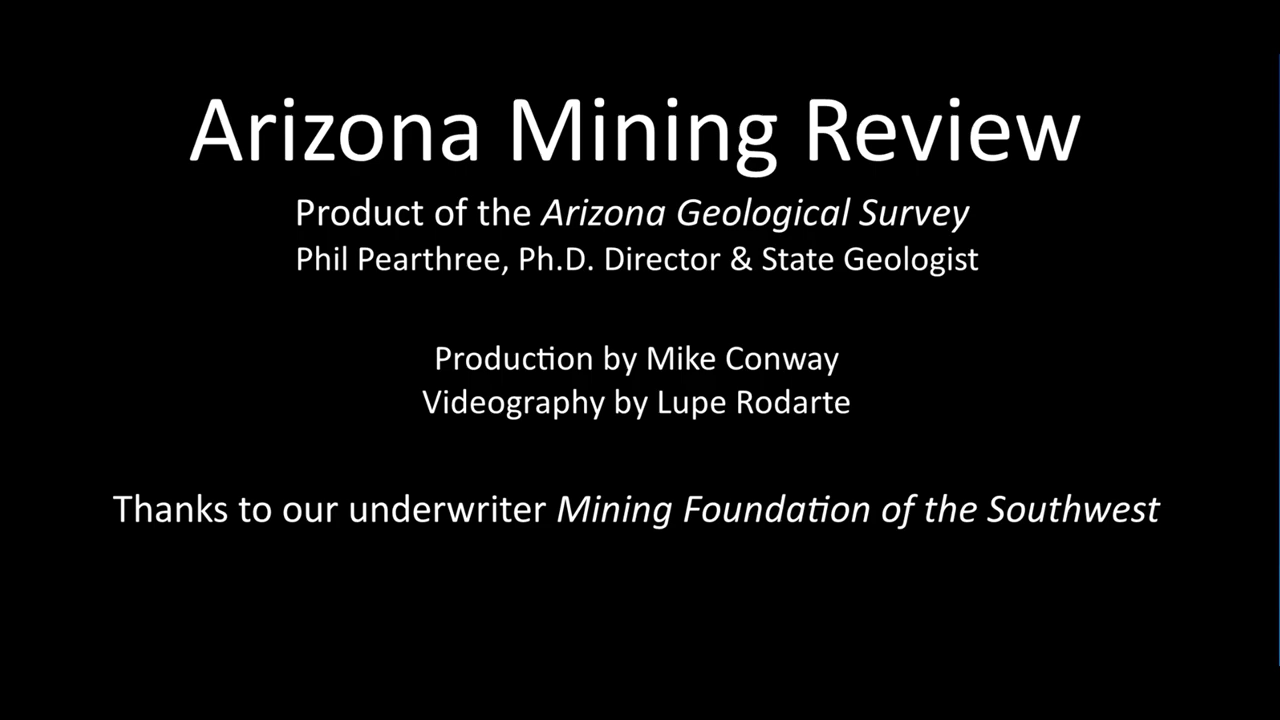 Arizona Mining Review
Product of the Arizona Geological Survey
Phil Pearthree, Ph.D. Director & State Geologist
Production by Mike Conway
Videography by Lupe Rodarte
Thanks to our underwriter Mining Foundation of the Southwest